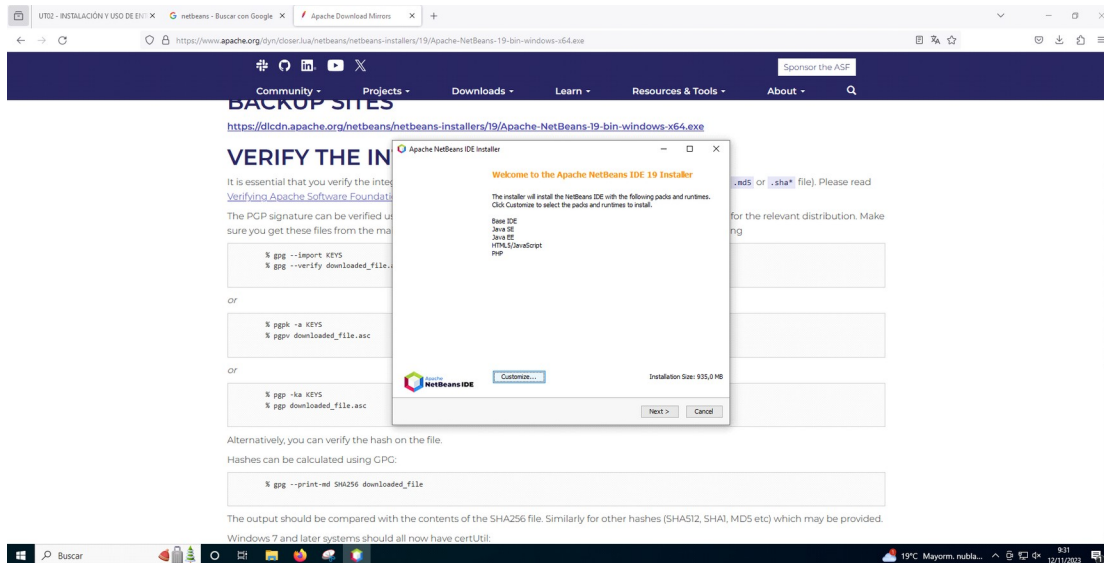 UT02 - INSTALACIÓN Y USO DE ENT
netbeans - Buscar con Google
Apache Download Mirrors
https://www.apache.org/dyn/closer.lua/netbeans/netbeans-installers/19/Apache-NetBeans-19-bin-windows-x64.exe
Sponsor the ASF
Community
Projects
Downloads
Learn
Resources & Tools
About
BACKUP SITES
https://dlcdn.apache.org/netbeans/netbeans-installers/19/Apache-NetBeans-19-bin-windows-x64.exe
VERIFY THE IN
It is essential that you verify the integ
.md5 or .sha* file). Please read
Verifying Apache Software Foundati
The PGP signature can be verified us
for the relevant distribution. Make
sure you get these files from the ma
ng
% gpg --import KEYS
% gpg --verify downloaded_file.a
or
% pgpk -a KEYS
% pgpv downloaded_file.asc
or
% pgp -ka KEYS
% pgp downloaded_file.asc
Apache NetBeans IDE Installer
Welcome to the Apache NetBeans IDE 19 Installer
The installer will install the NetBeans IDE with the following packs and runtimes.
Click Customize to select the packs and runtimes to install.
Base IDE
Java SE
Java EE
HTML5/JavaScript
PHP
Apache
NetBeans IDE
Customize...
Installation Size: 935,0 MB
Next >
Cancel
Alternatively, you can verify the hash on the file.
Hashes can be calculated using GPG:
% gpg --print-md SHA256 downloaded_file
The output should be compared with the contents of the SHA256 file. Similarly for other hashes (SHA512, SHA1, MD5 etc) which may be provided.
Windows 7 and later systems should all now have certUtil:
Buscar
19°C Mayorm. nubla...
9:31
12/11/2023